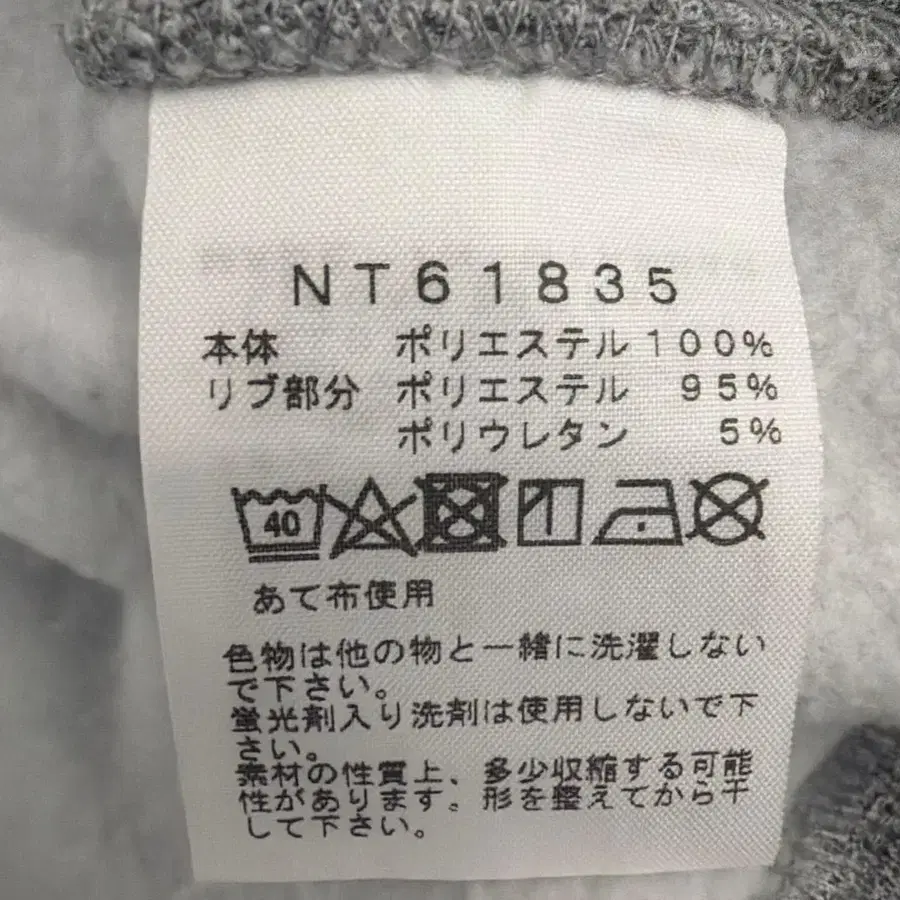 NT61835
本体 ポリエステル 100%
リブ部分 ポリエステル 95%
ポリウレタン 5%
40
あて布使用
色物は他の物と一緒に洗濯しない
で下さい。
蛍光剤入り洗剤は使用しないで下
さい。
素材の性質上、多少収縮する可能
性があります。形を整えてから干
して下さい。